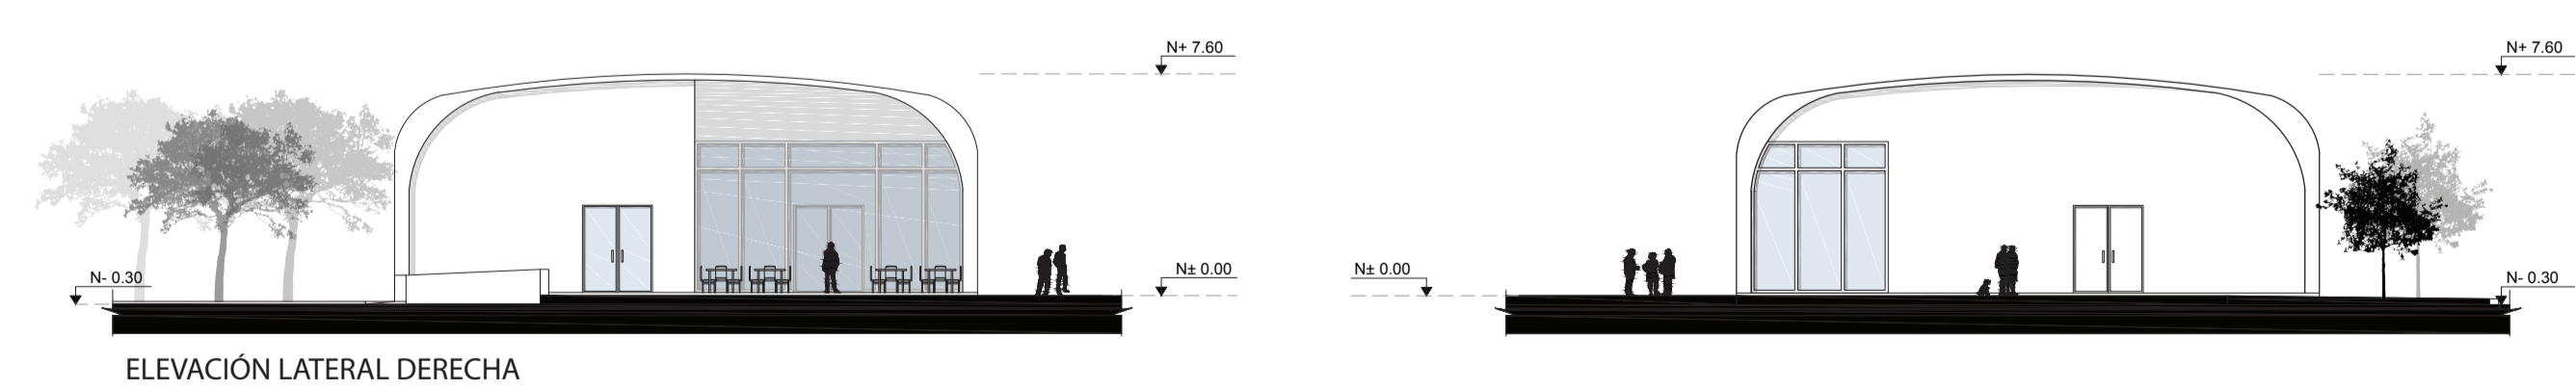 N+ 7.60
N+ 7.60
N- 0.30
N± 0.00
N± 0.00
N- 0.30
ELEVACIÓN LATERAL DERECHA